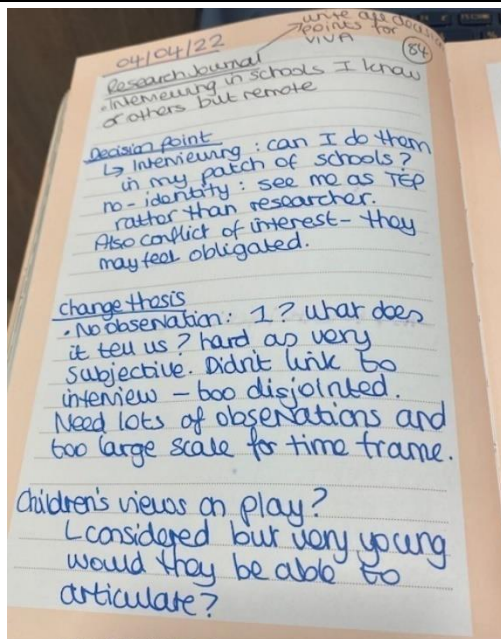 write all decision
points for
VIVA
84
04/04/22
Research Journal
· Interviewing in schools I know
or others but remote
Decision Point
↳ Interviewing : can I do them
in my patch of schools?
no - identity : see me as TEP
rather than researcher.
Also conflict of interest - they
may feel obligated.
change thesis
· No observation: 1? what does
it tell us? hard as very
subjective. Didn't link to
interview - too disjointed.
Need lots of observations and
too large scale for time frame.
Children's views on play?
↳ considered but very young
would they be able to
articulate?